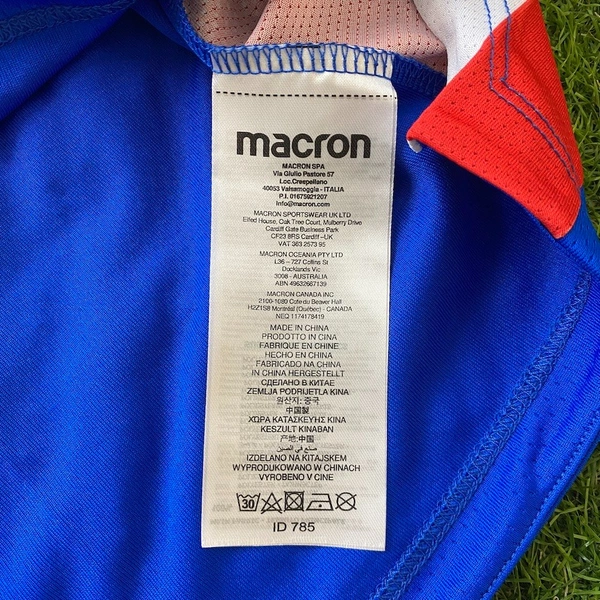 macron
MACRON SPA
Via Giulio Pastore 57
Loc.Crespellano
40053 Valsamoggia - ITALIA
P.I. 01675921207
info@macron.com
MACRON SPORTSWEAR UK LTD
Elfed House, Oak Tree Court, Mulberry Drive
Cardiff Gate Business Park
CF23 8RS Cardiff -UK
VAT 363 2573 95
MACRON OCEANIA PTY LTD
L36 – 727 Collins St
Docklands Vic
3008 - AUSTRALIA
ABN 49632667139
MACRON CANADA INC
2100-1080 Cote du Beaver Hall
H2Z1S8 Montréal (Québec) - CANADA
NEQ 1174178419
MADE IN CHINA
PRODOTTO IN CINA
FABRIQUE EN CHINE
HECHO EN CHINA
FABRICADO NA CHINA
IN CHINA HERGESTELLT
СДЕЛАНО В КИТАЕ
ZEMLJA PODRIJETLA KINA
원산지: 중국
中国製
ΧΩΡΑ ΚΑΤΑΣΚΕΥΗΣ ΚΙΝΑ
KESZULT KINABAN
产地:中国
صنع في الصين
IZDELANO NA KITAJSKEM
WYPRODUKOWANO W CHINACH
VYROBENO V CINE
30
ID 785